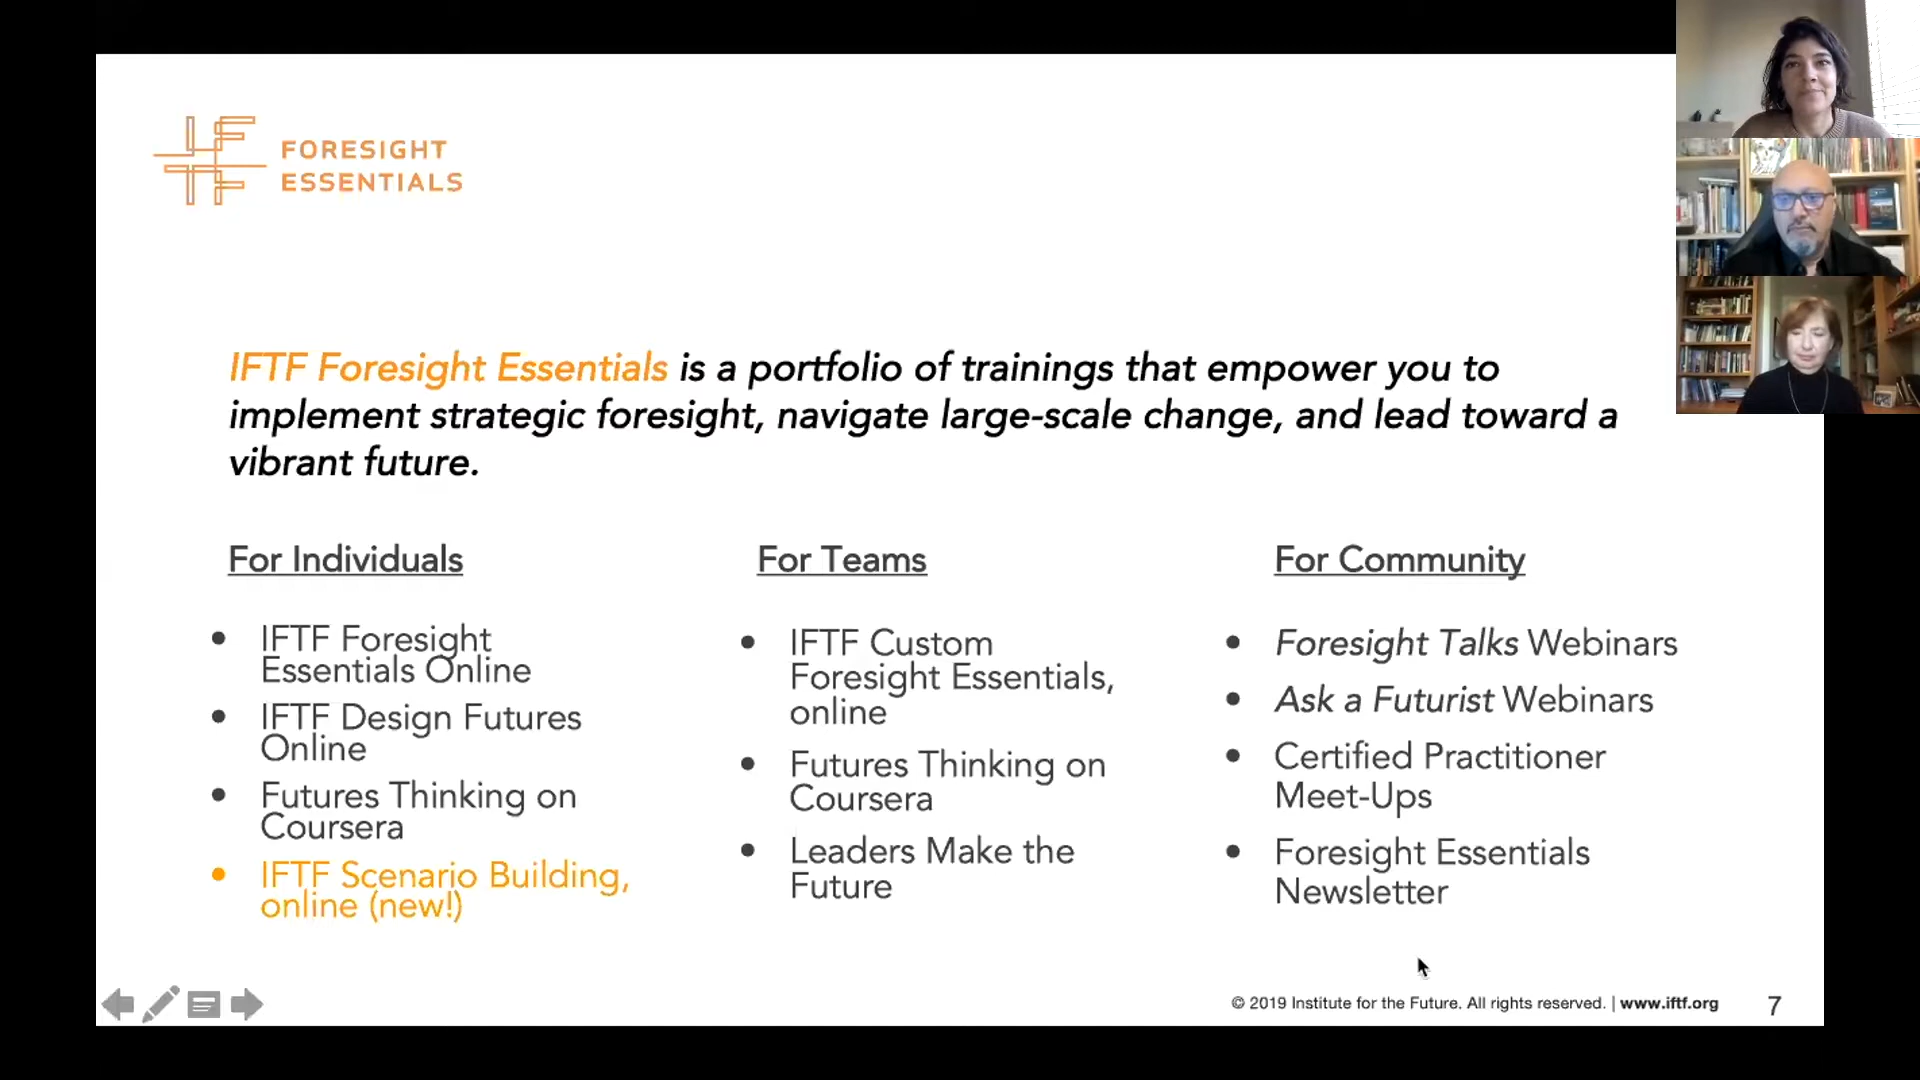 FORESIGHT
ESSENTIALS
IFTF Foresight Essentials is a portfolio of trainings that empower you to
implement strategic foresight, navigate large-scale change, and lead toward a
vibrant future.
For Individuals
• IFTF Foresight
Essentials Online
• IFTF Design Futures
Online
• Futures Thinking on
Coursera
• IFTF Scenario Building,
online (new!)
For Teams
• IFTF Custom
Foresight Essentials,
online
• Futures Thinking on
Coursera
• Leaders Make the
Future
For Community
• Foresight Talks Webinars
• Ask a Futurist Webinars
• Certified Practitioner
Meet-Ups
• Foresight Essentials
Newsletter
© 2019 Institute for the Future. All rights reserved. | www.iftf.org
7